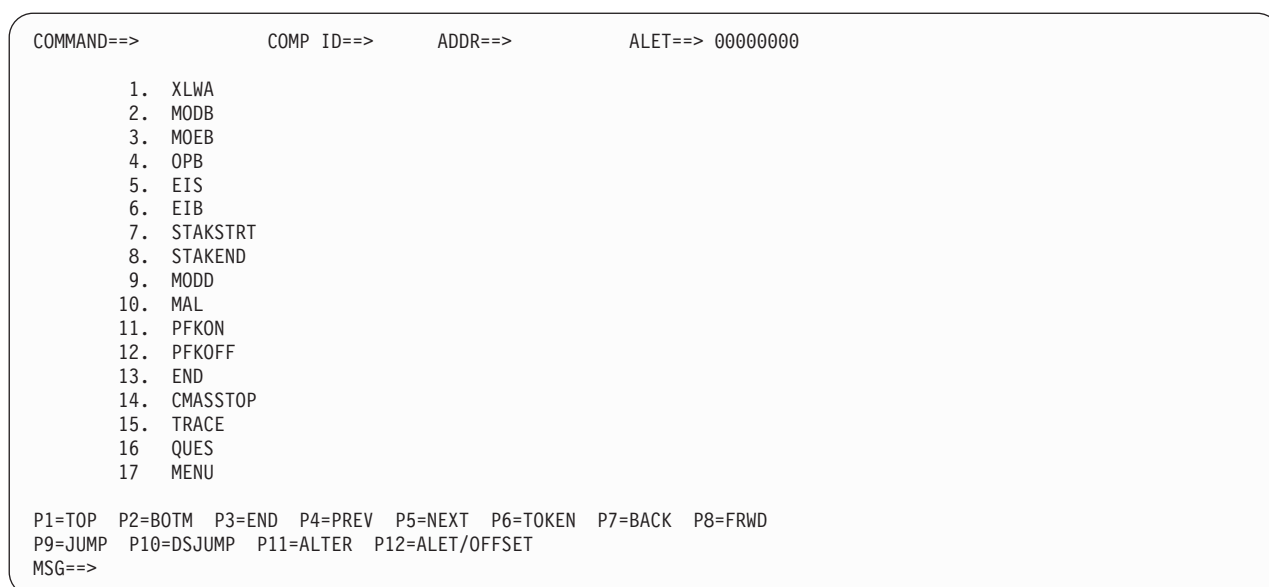 COMMAND==> COMP ID==> ADDR==> ALET==> 00000000
1. XLWA
2. MODB
3. MOEB
4. OPB
5. EIS
6. EIB
7. STAKSTRT
8. STAKEND
9. MODD
10. MAL
11. PFKON
12. PFKOFF
13. END
14. CMASSTOP
15. TRACE
16 QUES
17 MENU
P1=TOP P2=BOTM P3=END P4=PREV P5=NEXT P6=TOKEN P7=BACK P8=FRWD
P9=JUMP P10=DSJUMP P11=ALTER P12=ALET/OFFSET
MSG==>